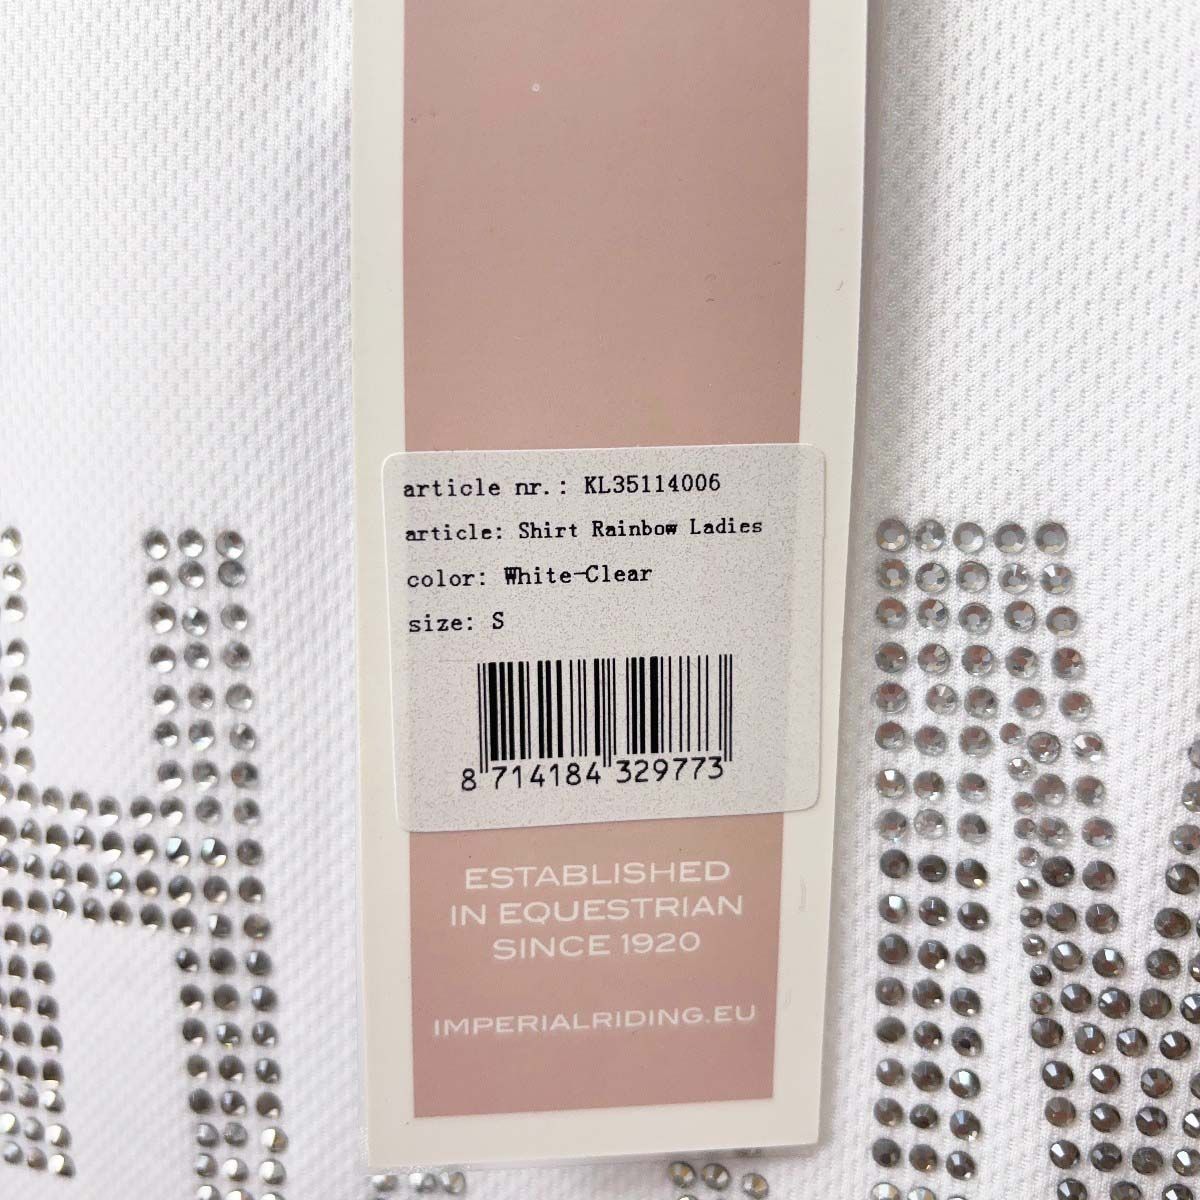 article nr.: KL35114006
article: Shirt Rainbow Ladies
color: White-Clear
size: S
8 714184 329773
ESTABLISHED
IN EQUESTRIAN
SINCE 1920
IMPERIALRIDING.EU